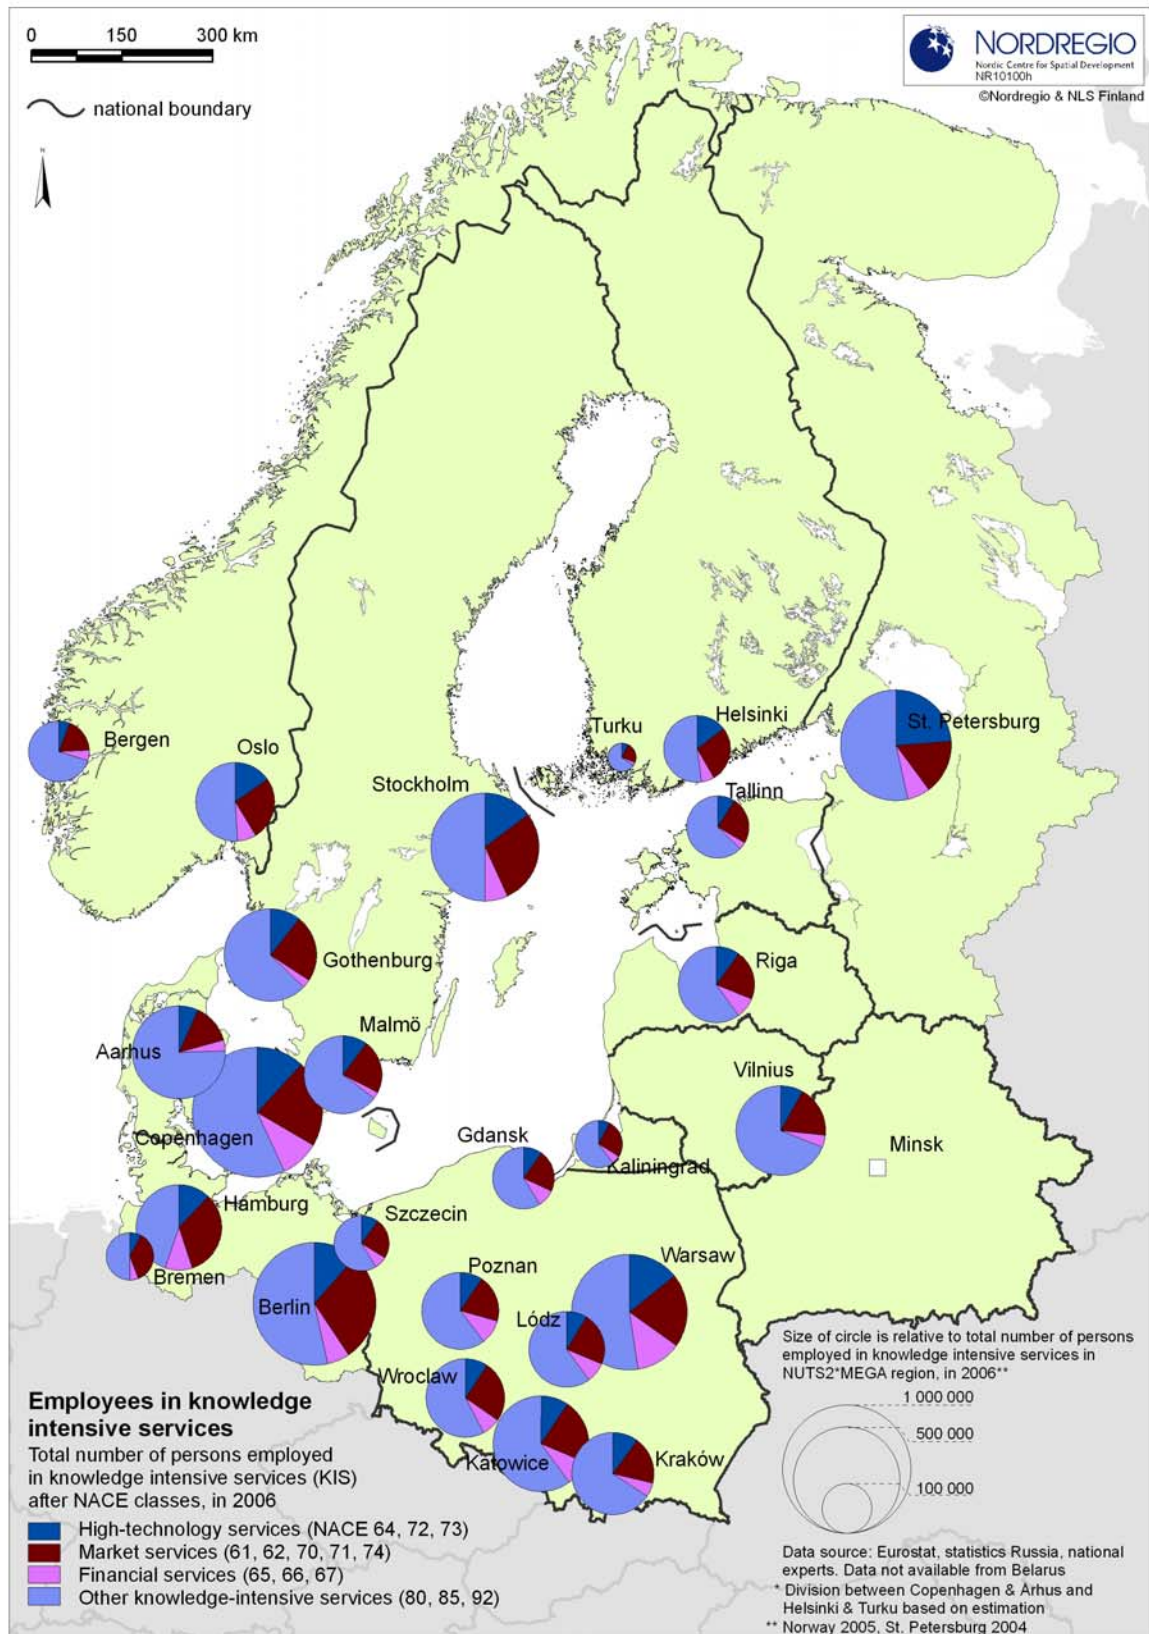 0 150 300 km
national boundary
N
NORDREGIO
Nordic Centre for Spatial Development
NR10100h
©Nordregio & NLS Finland
Bergen
Oslo
Turku
Helsinki
St. Petersburg
Stockholm
Tallinn
Gothenburg
Riga
Malmö
Aarhus
Vilnius
Copenhagen
Gdansk
Kaliningrad
Minsk
Hamburg
Szczecin
Bremen
Poznan
Warsaw
Berlin
Lódz
Wroclaw
Katowice
Kraków
Size of circle is relative to total number of persons
employed in knowledge intensive services in
NUTS2*MEGA region, in 2006**
1 000 000
500 000
100 000
Employees in knowledge
intensive services
Total number of persons employed
in knowledge intensive services (KIS)
after NACE classes, in 2006
High-technology services (NACE 64, 72, 73)
Market services (61, 62, 70, 71, 74)
Financial services (65, 66, 67)
Other knowledge-intensive services (80, 85, 92)
Data source: Eurostat, statistics Russia, national
experts. Data not available from Belarus
* Division between Copenhagen & Århus and
Helsinki & Turku based on estimation
** Norway 2005, St. Petersburg 2004